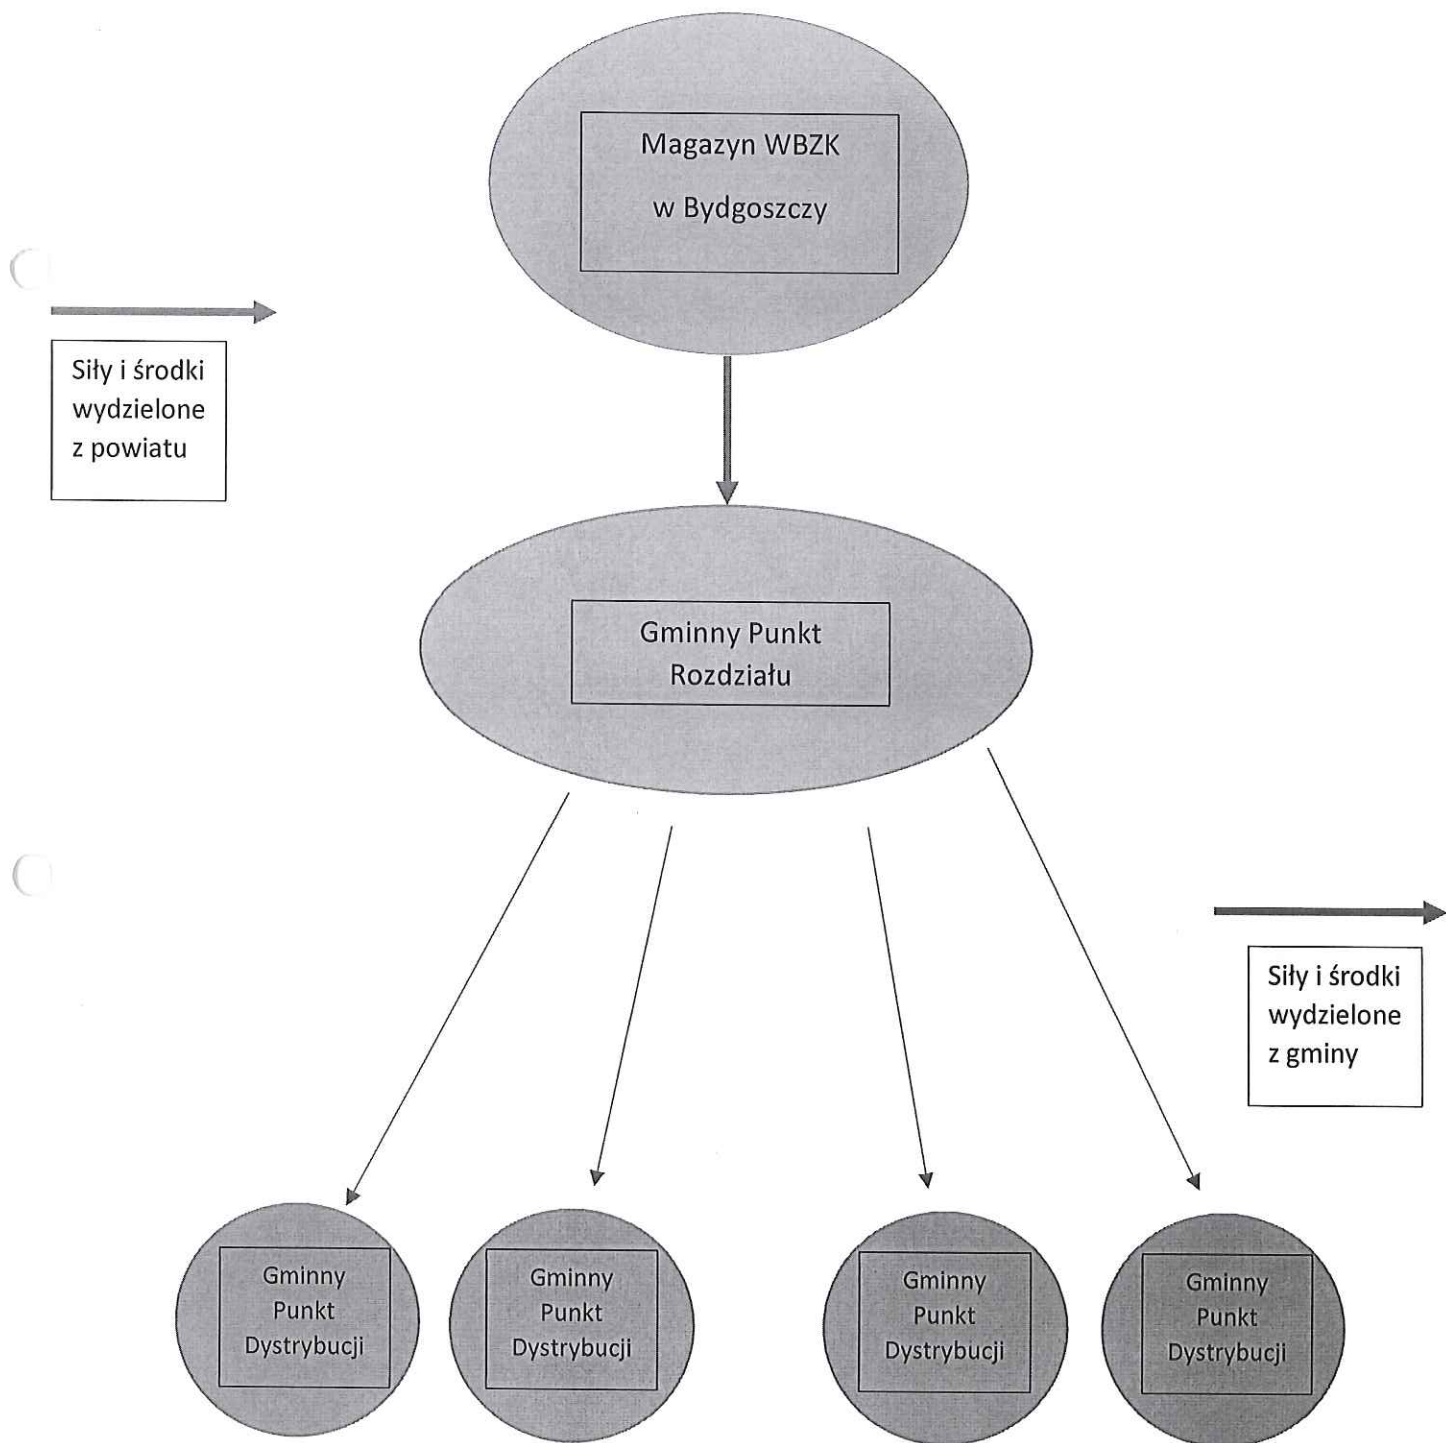 Magazyn WBZK
w Bydgoszczy
Siły i środki
wydzielone
z powiatu
Gminny Punkt
Rozdziału
Siły i środki
wydzielone
z gminy
Gminny
Punkt
Dystrybucji
Gminny
Punkt
Dystrybucji
Gminny
Punkt
Dystrybucji
Gminny
Punkt
Dystrybucji